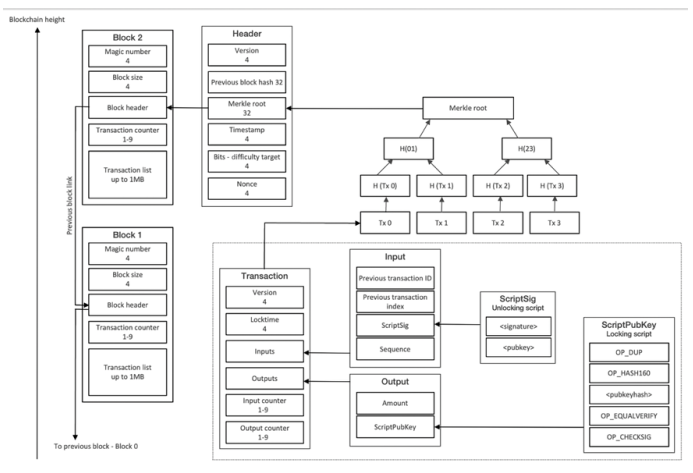 Blockchain height
Block 2
Magic number
4
Block size
4
Block header
Transaction counter
1-9
Transaction list
up to 1MB
Header
Version
4
Previous block hash 32
Merkle root
32
Timestamp
4
Bits - difficulty target
4
Nonce
4
Merkle root
H(01)
H(23)
H (Tx 0)
H (Tx 1)
H (Tx 2)
H (Tx 3)
Tx 0
Tx 1
Tx 2
Tx 3
Previous block link
Block 1
Magic number
4
Block size
4
Block header
Transaction counter
1-9
Transaction list
up to 1MB
To previous block - Block 0
Transaction
Version
4
Locktime
4
Inputs
Outputs
Input counter
1-9
Output counter
1-9
Input
Previous transaction ID
Previous transaction
index
ScriptSig
Sequence
Output
Amount
ScriptPubKey
ScriptSig
Unlocking script
<signature>
<pubkey>
ScriptPubKey
Locking script
OP_DUP
OP_HASH160
<pubkeyhash>
OP_EQUALVERIFY
OP_CHECKSIG